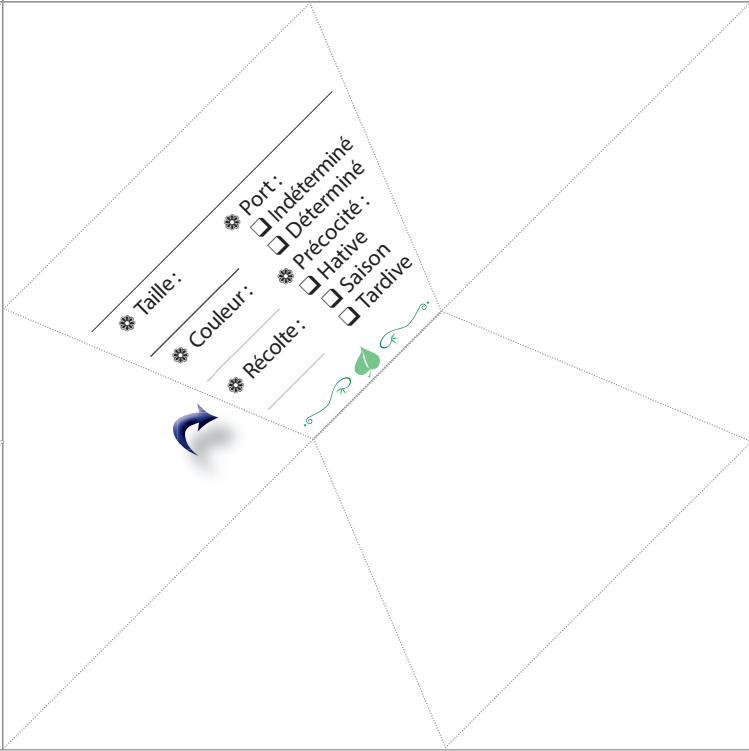 Port :
❏ Indéterminé
❏ Déterminé
Précocité :
❏ Hative
❏ Saison
❏ Tardive
Taille :
Couleur :
Récolte :